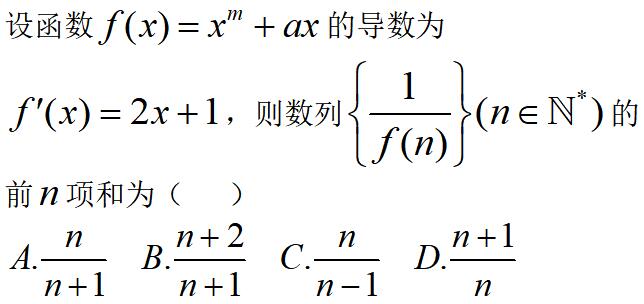 设函数 f(x) = x^m + ax 的导数为
f′(x) = 2x + 1，则数列{1/f(n)}(n ∈ ℕ*) 的
前 n 项和为（　　）
A. n/(n+1)　B. (n+2)/(n+1)　C. n/(n−1)　D. (n+1)/n